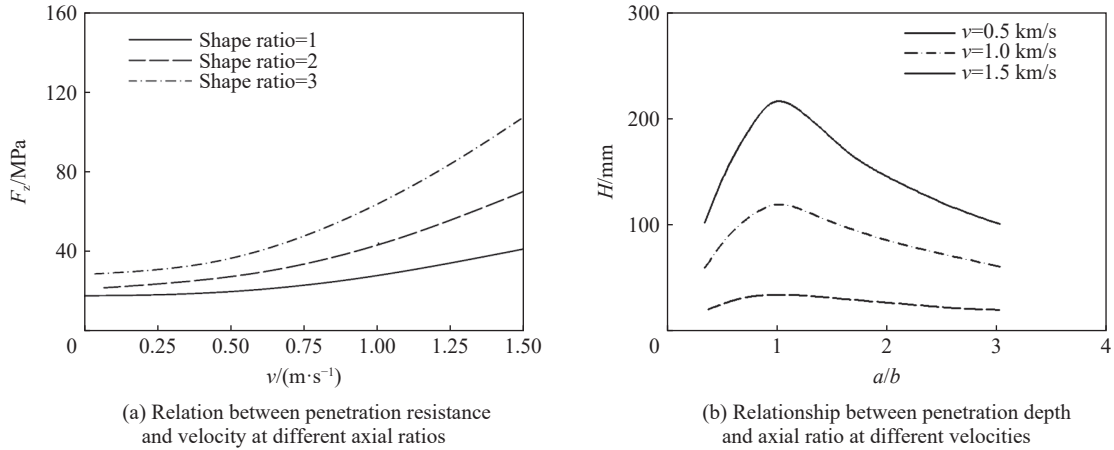 160
120
80
40
0
0.25
0.50
0.75
1.00
1.25
1.50
F_z/MPa
v/(m·s⁻¹)
Shape ratio=1
Shape ratio=2
Shape ratio=3
(a) Relation between penetration resistance
and velocity at different axial ratios
300
200
100
0
1
2
3
4
H/mm
a/b
v=0.5 km/s
v=1.0 km/s
v=1.5 km/s
(b) Relationship between penetration depth
and axial ratio at different velocities